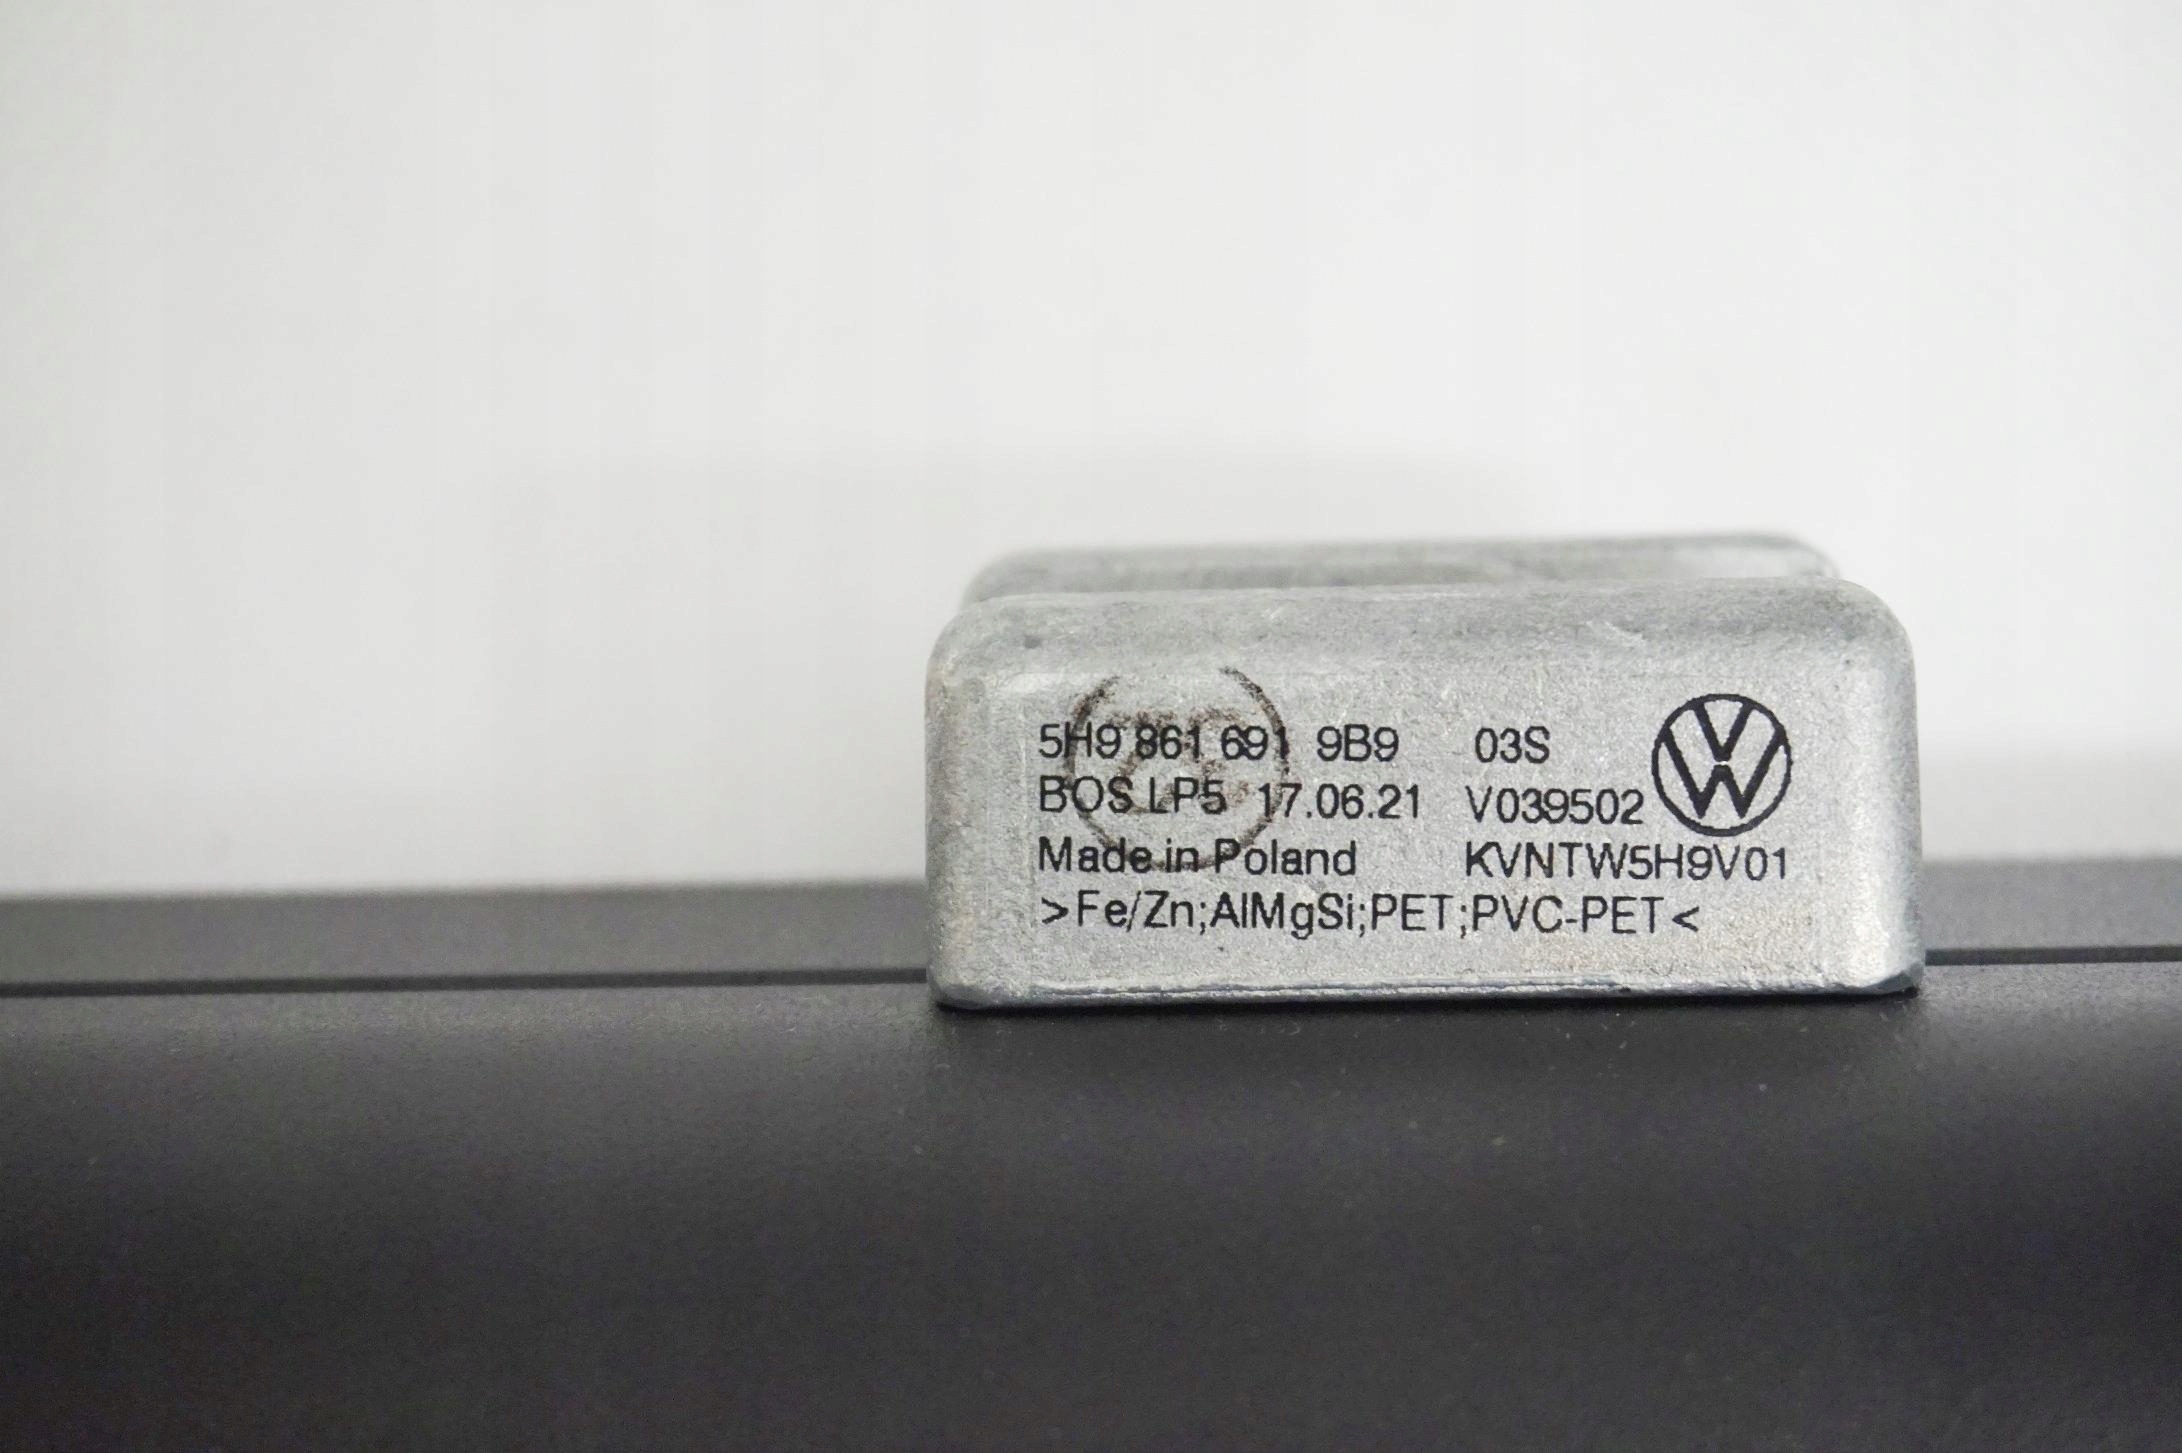 5H9 861 691 9B9 03S
BOS LP5 17.06.21 V039502
Made in Poland KVNTW5H9V01
>Fe/Zn;AlMgSi;PET;PVC-PET<